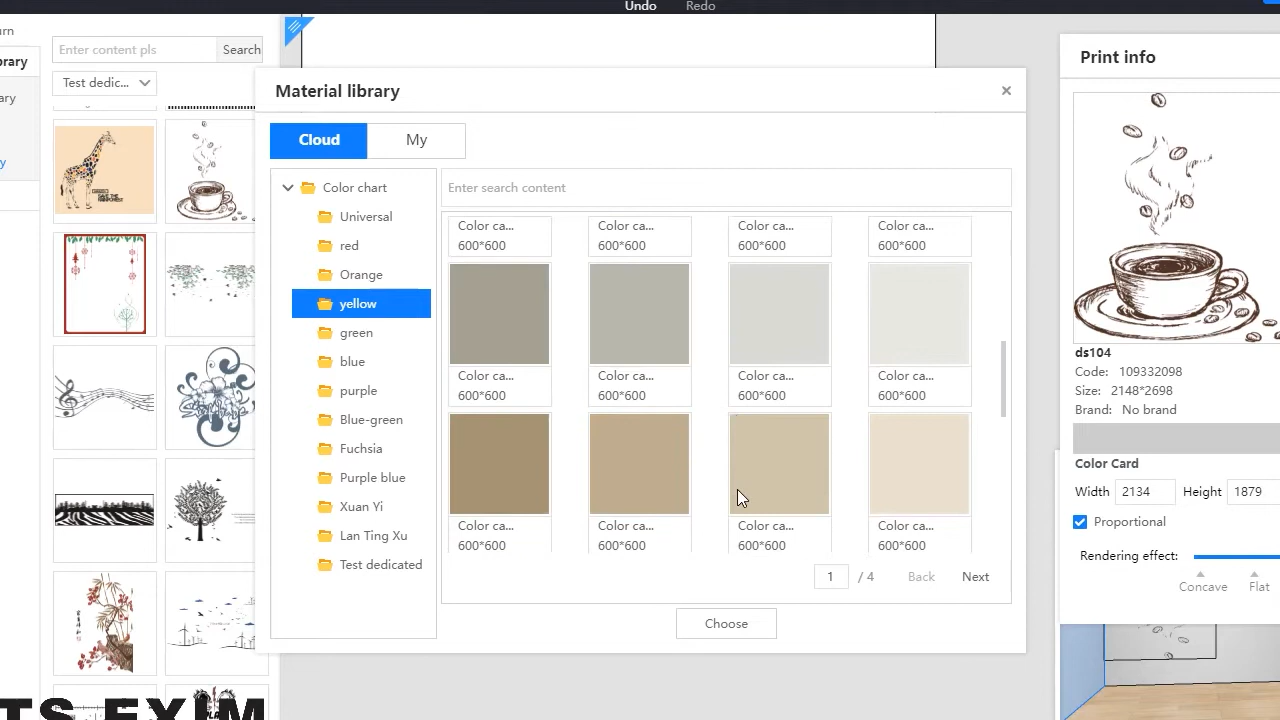 Undo Redo
rn
Enter content pls Search
rary
Test dedic...
ary
y
Material library ×
Cloud My
Color chart
Universal
red
Orange
yellow
green
blue
purple
Blue-green
Fuchsia
Purple blue
Xuan Yi
Lan Ting Xu
Test dedicated
Enter search content
Color ca... Color ca... Color ca... Color ca...
600*600 600*600 600*600 600*600
Color ca... Color ca... Color ca... Color ca...
600*600 600*600 600*600 600*600
Color ca... Color ca... Color ca... Color ca...
600*600 600*600 600*600 600*600
1 / 4 Back Next
Choose
Print info
ds104
Code: 109332098
Size: 2148*2698
Brand: No brand
Color Card
Width 2134 Height 1879
Proportional
Rendering effect:
Concave Flat
TS EXIM